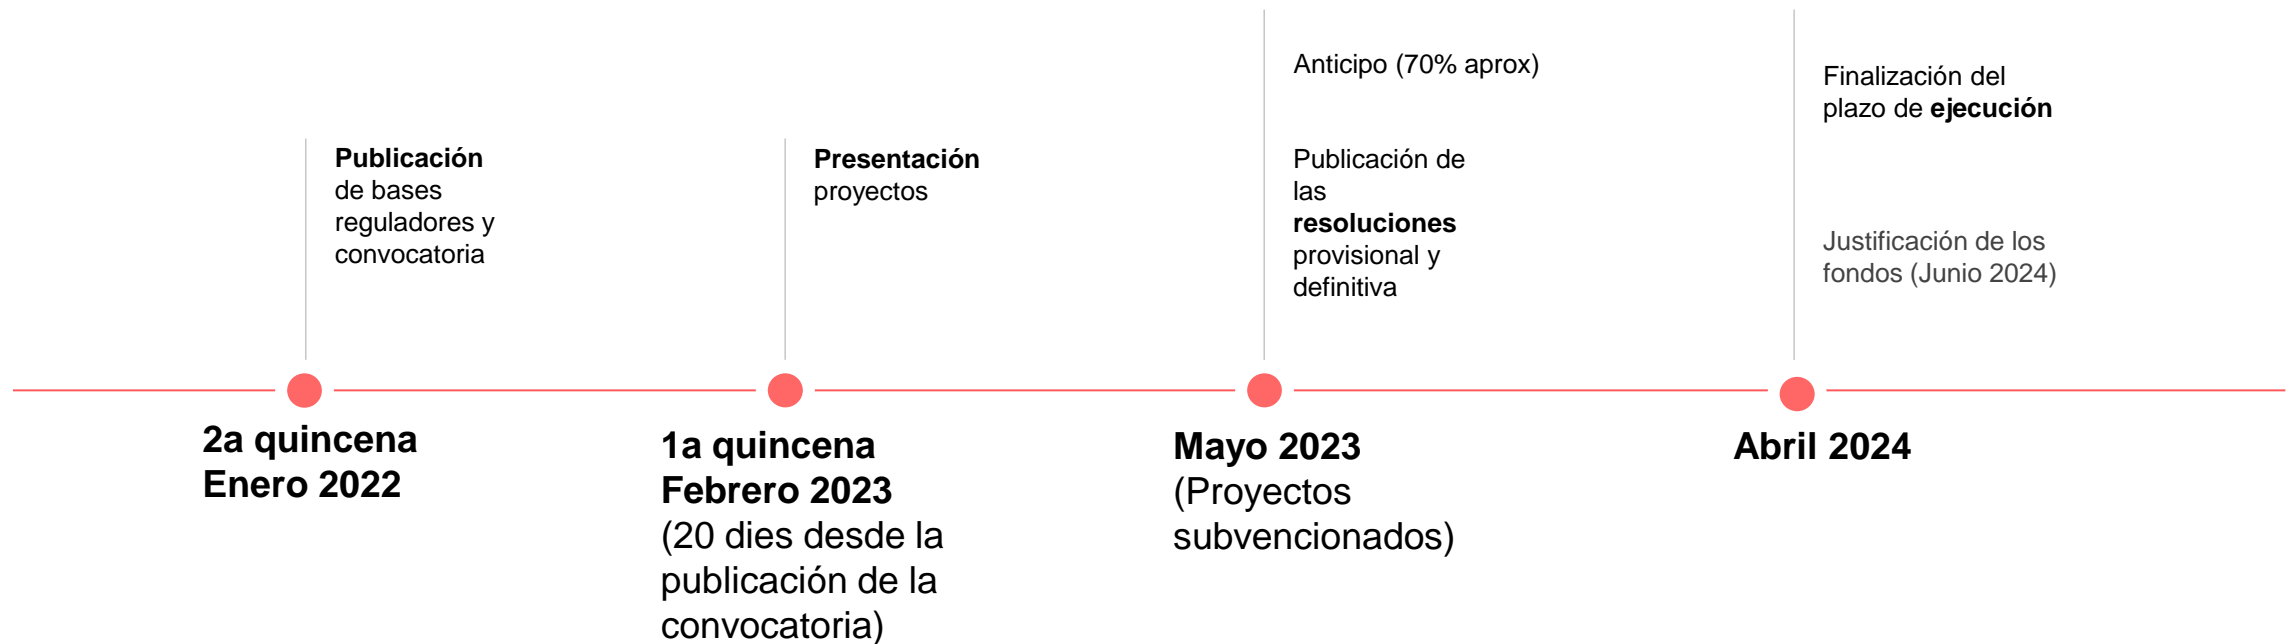 Publicación
de bases
reguladores y
convocatoria
2a quincena
Enero 2022
Presentación
proyectos
1a quincena
Febrero 2023
(20 dies desde la
publicación de la
convocatoria)
Anticipo (70% aprox)
Publicación de
las
resoluciones
provisional y
definitiva
Mayo 2023
(Proyectos
subvencionados)
Finalización del
plazo de ejecución
Justificación de los
fondos (Junio 2024)
Abril 2024